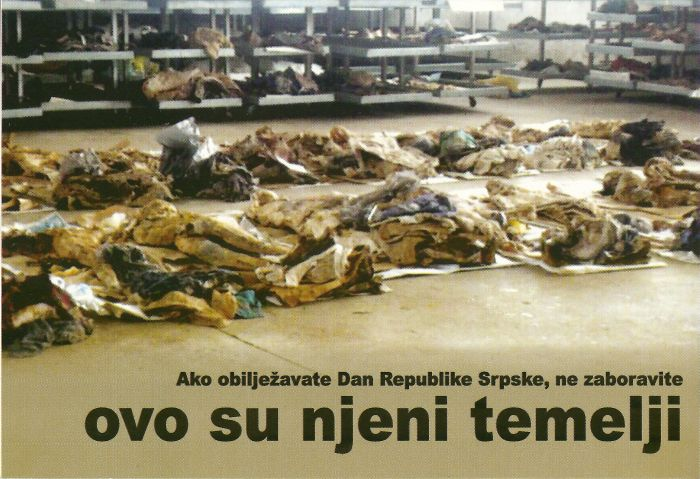 Ako obilježavate Dan Republike Srpske, ne zaboravite
ovo su njeni temelji